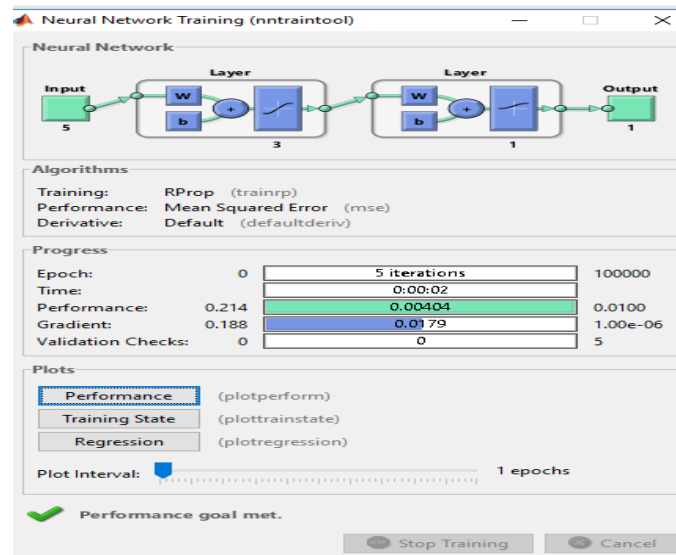 Neural Network Training (nntraintool)
Neural Network
Layer Layer
Input Output
W W
b b
+ +
5 3 1 1
Algorithms
Training: RProp (trainrp)
Performance: Mean Squared Error (mse)
Derivative: Default (defaultderiv)
Progress
Epoch: 0 5 iterations 100000
Time: 0:00:02
Performance: 0.214 0.00404 0.0100
Gradient: 0.188 0.0179 1.00e-06
Validation Checks: 0 0 5
Plots
Performance (plotperform)
Training State (plottrainstate)
Regression (plotregression)
Plot Interval: 1 epochs
Performance goal met.
Stop Training Cancel